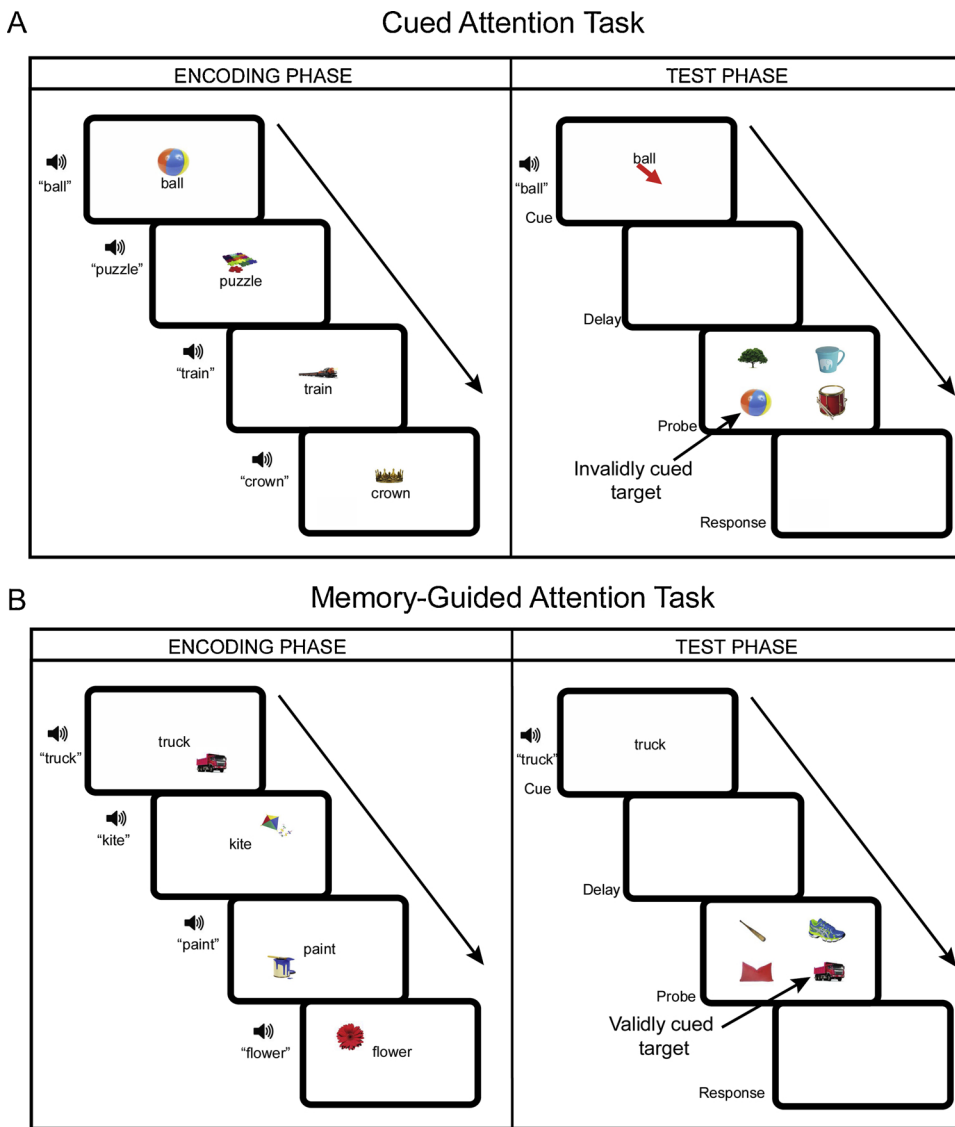 A
Cued Attention Task
ENCODING PHASE
“ball”
ball
“puzzle”
puzzle
“train”
train
“crown”
crown
TEST PHASE
“ball”
ball
Cue
Delay
Probe
Invalidly cued
target
Response
B
Memory-Guided Attention Task
ENCODING PHASE
“truck”
truck
“kite”
kite
“paint”
paint
“flower”
flower
TEST PHASE
“truck”
truck
Cue
Delay
Probe
Validly cued
target
Response